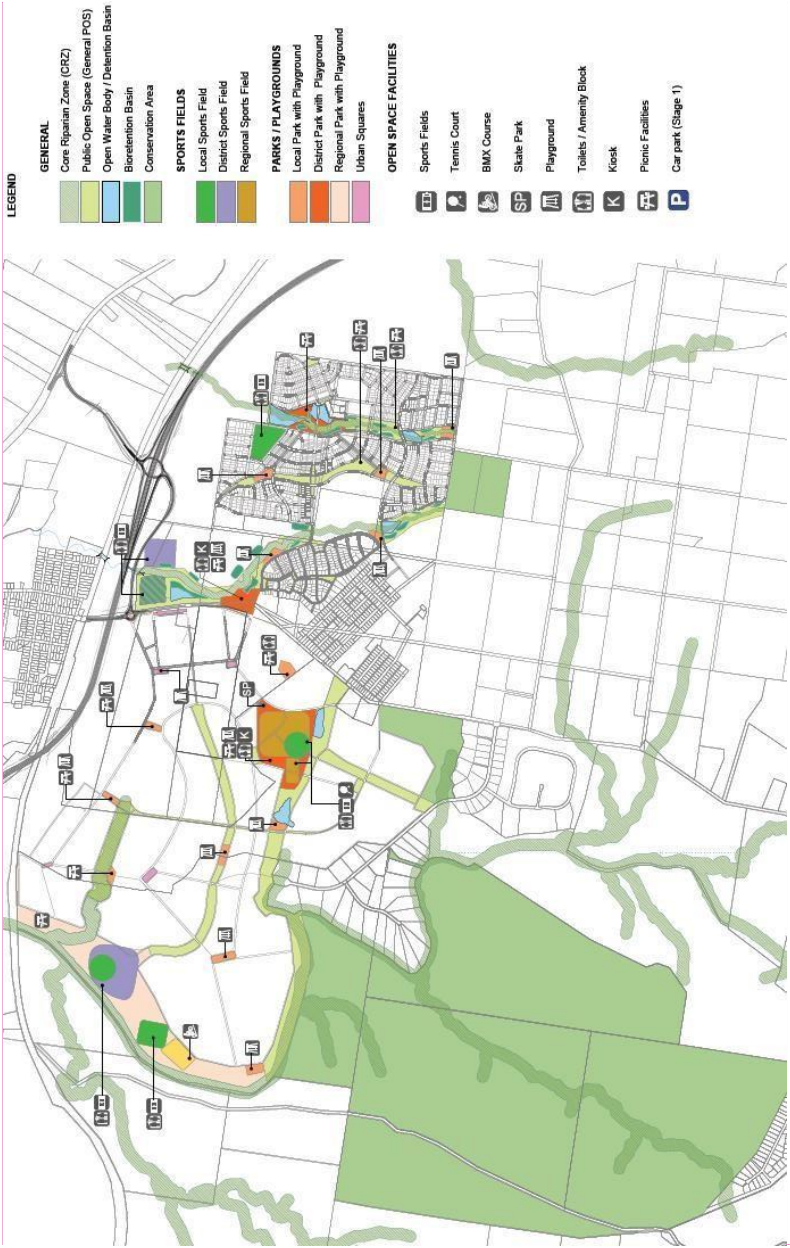 LEGEND
GENERAL
Core Riparian Zone (CRZ)
Public Open Space (General POS)
Open Water Body / Detention Basin
Bioretention Basin
Conservation Area
SPORTS FIELDS
Local Sports Field
District Sports Field
Regional Sports Field
PARKS / PLAYGROUNDS
Local Park with Playground
District Park with Playground
Regional Park with Playground
Urban Squares
OPEN SPACE FACILITIES
Sports Fields
Tennis Court
BMX Course
SP Skate Park
Playground
Toilets / Amenity Block
K Kiosk
Picnic Facilities
P Car park (Stage 1)
K
SP
K